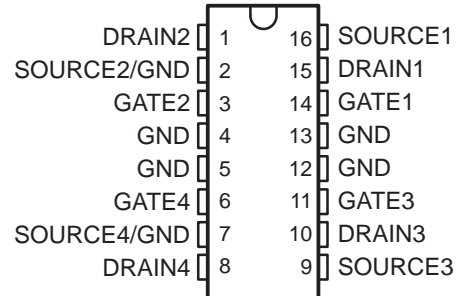 DRAIN2 1 16 SOURCE1
SOURCE2/GND 2 15 DRAIN1
GATE2 3 14 GATE1
GND 4 13 GND
GND 5 12 GND
GATE4 6 11 GATE3
SOURCE4/GND 7 10 DRAIN3
DRAIN4 8 9 SOURCE3